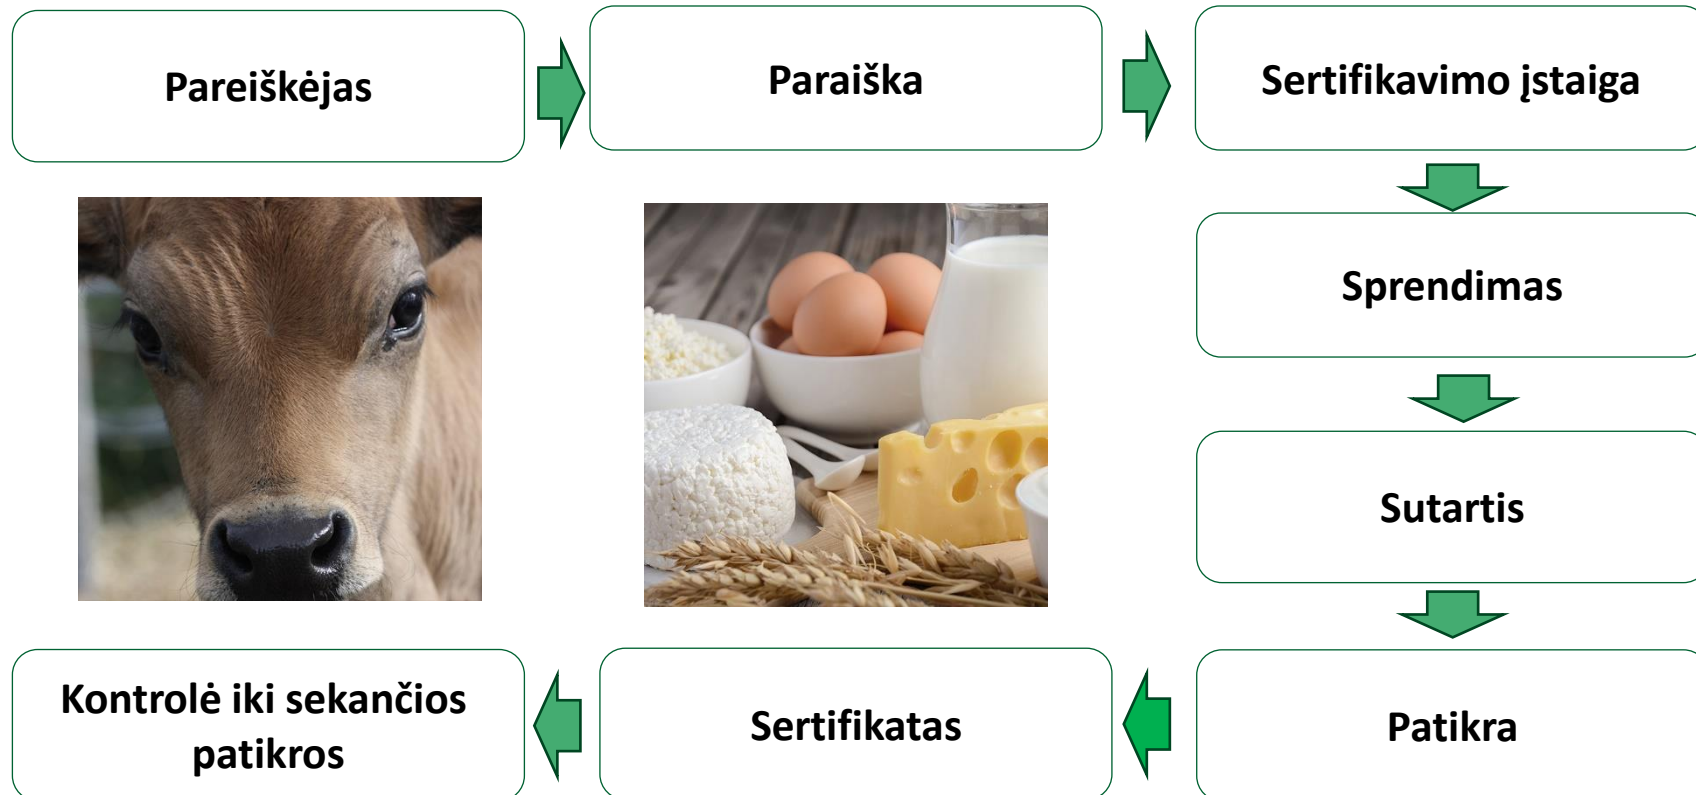 Pareiškėjas
Paraiška
Sertifikavimo įstaiga
Sprendimas
Sutartis
Patikra
Sertifikatas
Kontrolė iki sekančios
patikros